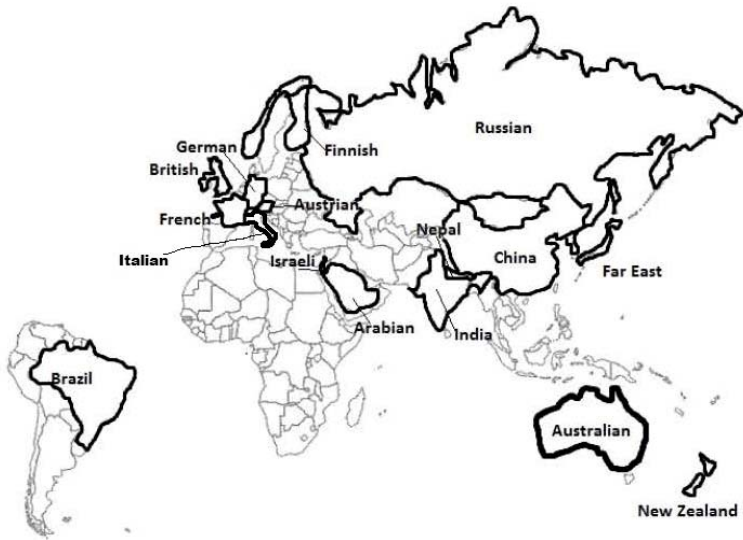 Russian
German
Finnish
British
Austrian
French
Nepal
Italian
Israeli
China
Far East
Arabian
India
Brazil
Australian
New Zealand